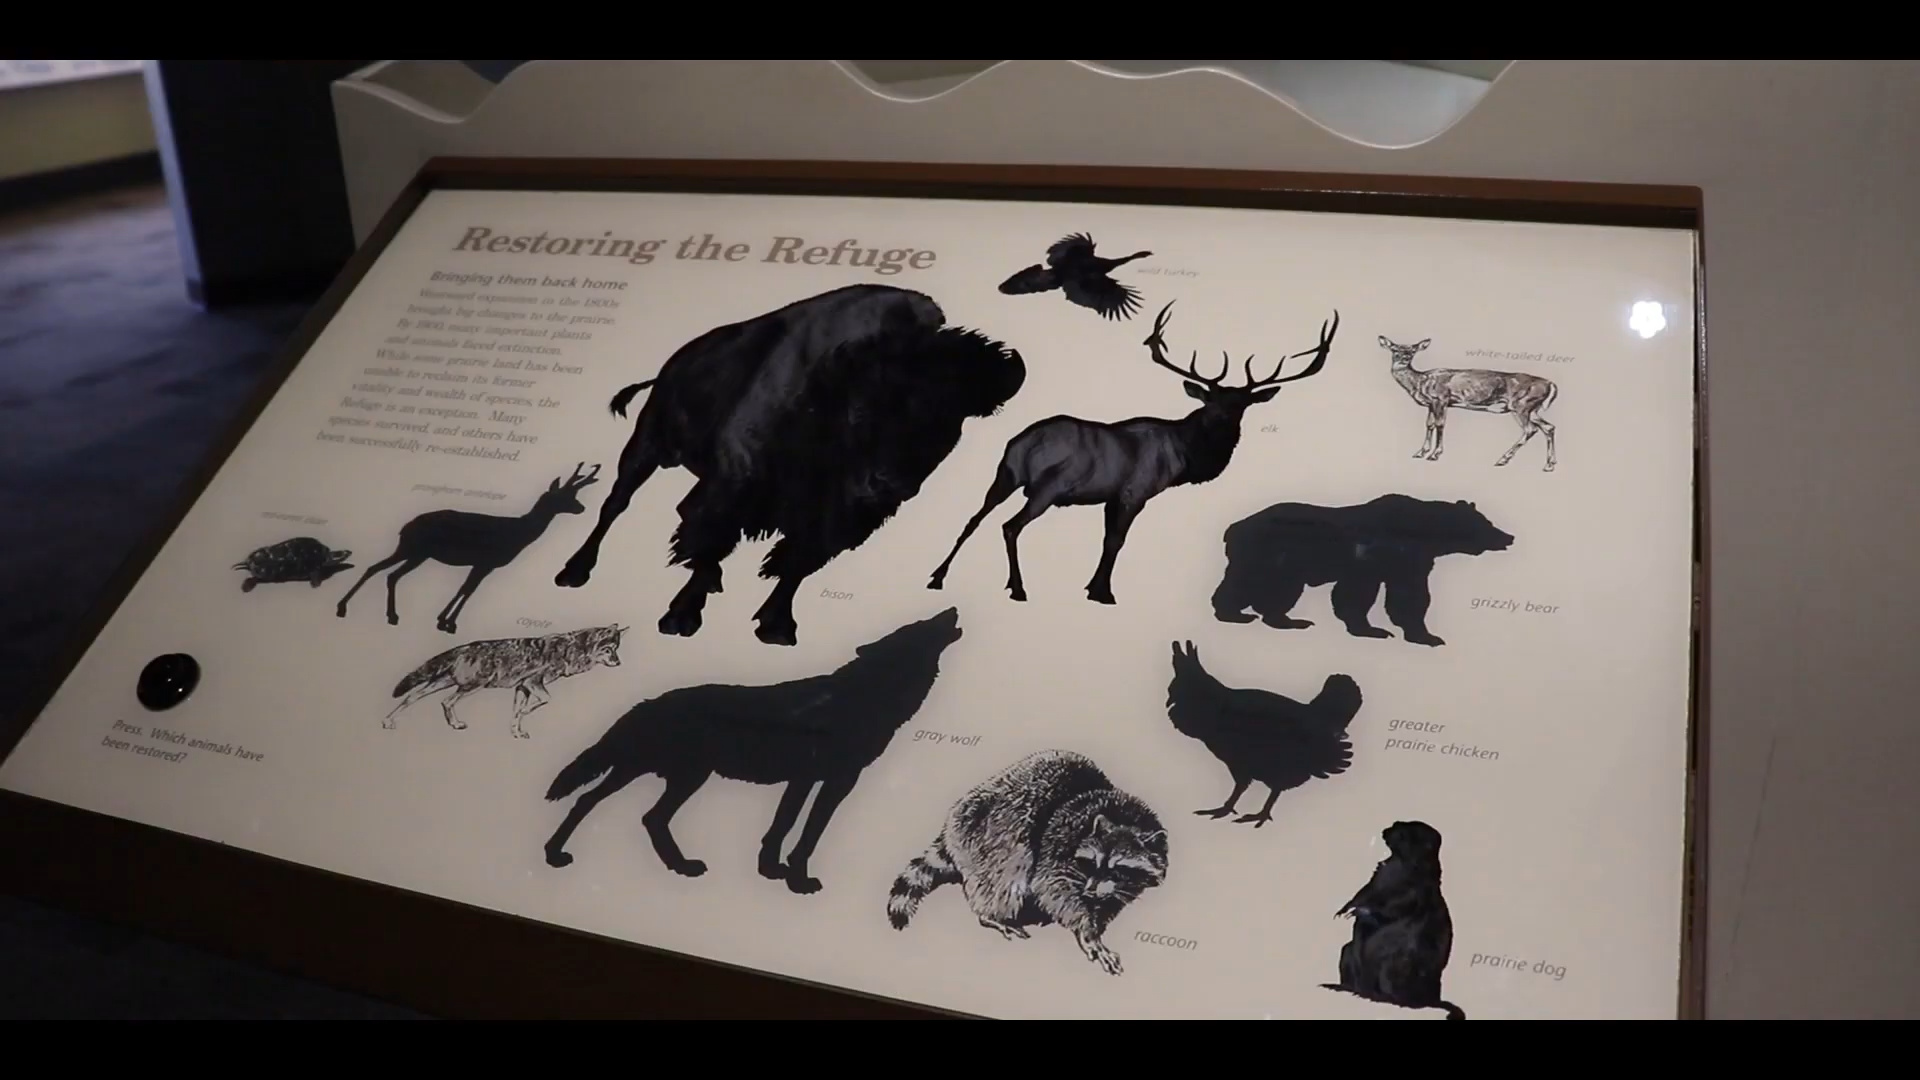 Restoring the Refuge
Bringing them back home
Westward expansion in the 1800s
brought big changes to the prairie.
By 1900, many important plants
and animals faced extinction.
While some prairie land has been
unable to reclaim its former
vitality and wealth of species, the
Refuge is an exception. Many
species survived, and others have
been successfully re-established.
wild turkey
white-tailed deer
elk
pronghorn antelope
bison
grizzly bear
coyote
gray wolf
greater
prairie chicken
Press. Which animals have
been restored?
raccoon
prairie dog